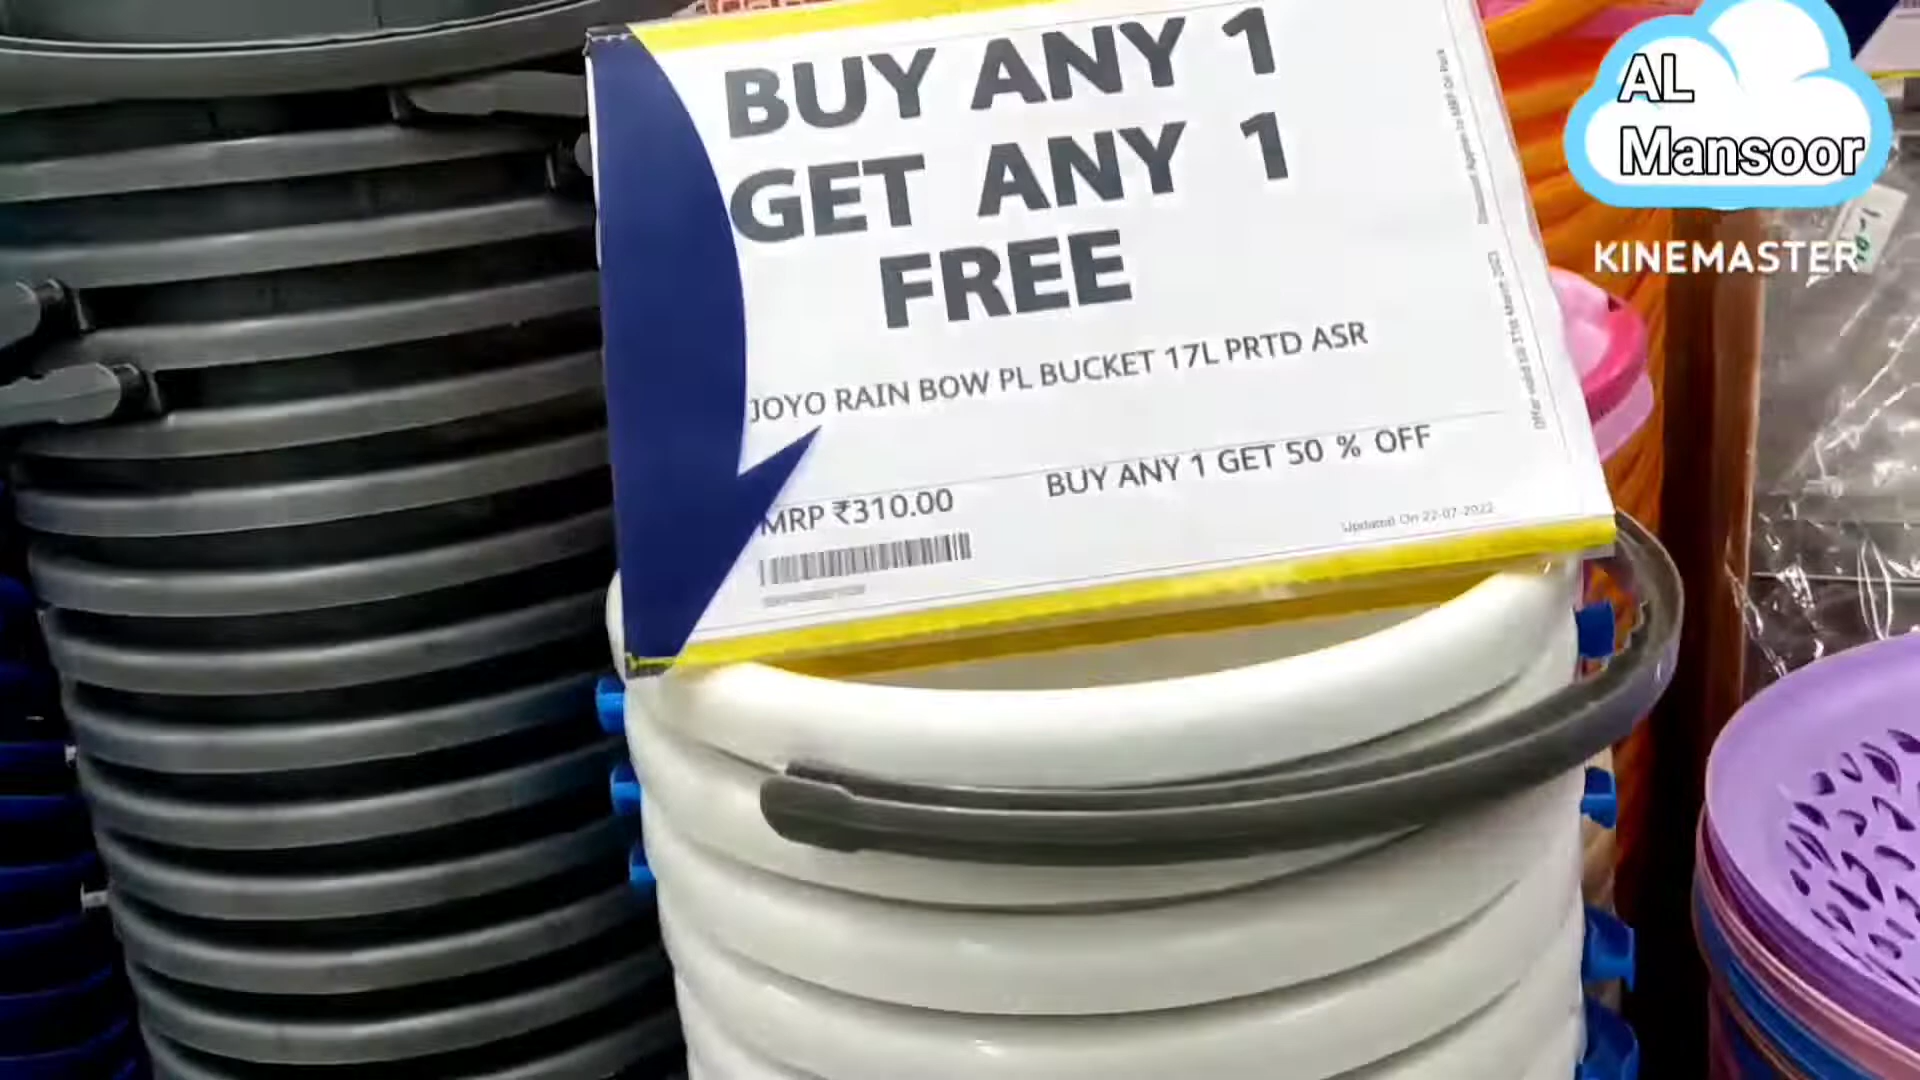 BUY ANY 1
GET ANY 1
FREE
JOYO RAIN BOW PL BUCKET 17L PRTD ASR
MRP ₹310.00
BUY ANY 1 GET 50 % OFF
Updated On 22-07-2022
AL
Mansoor
KINEMASTER